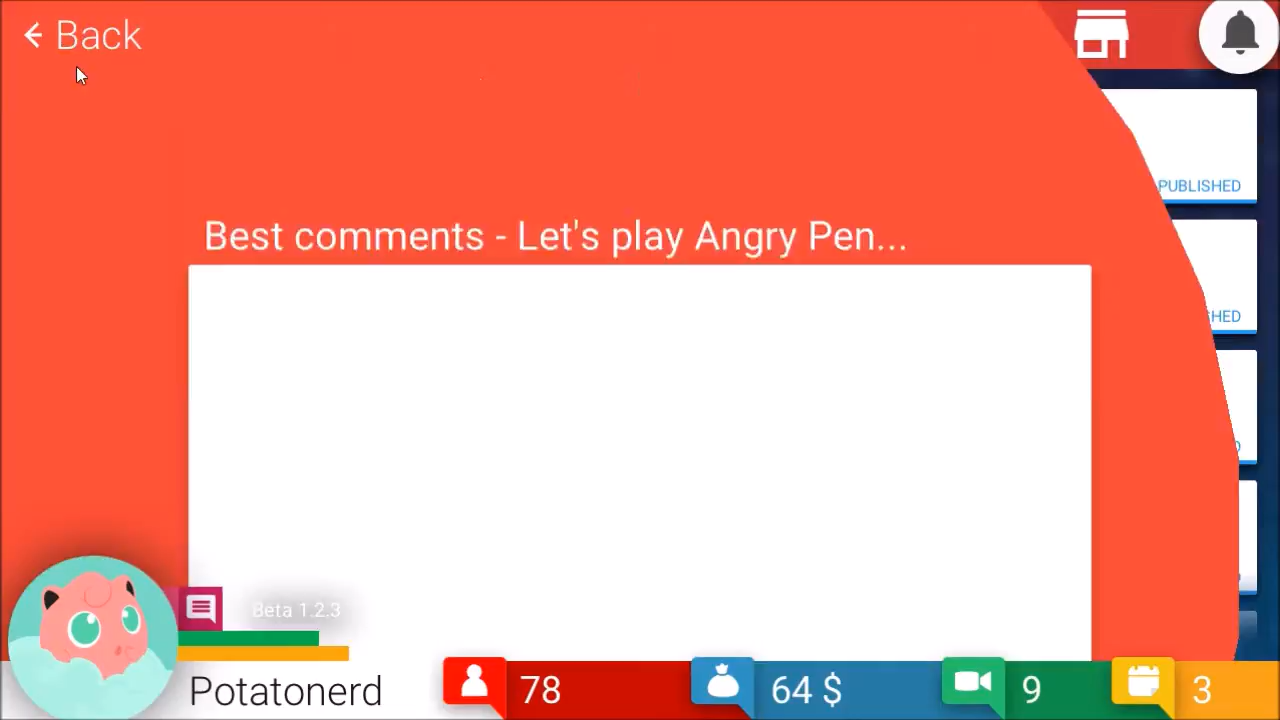 Back
PUBLISHED
Best comments - Let's play Angry Pen...
HED
Beta 1.2.3
Potatonerd
78
64 $
9
3